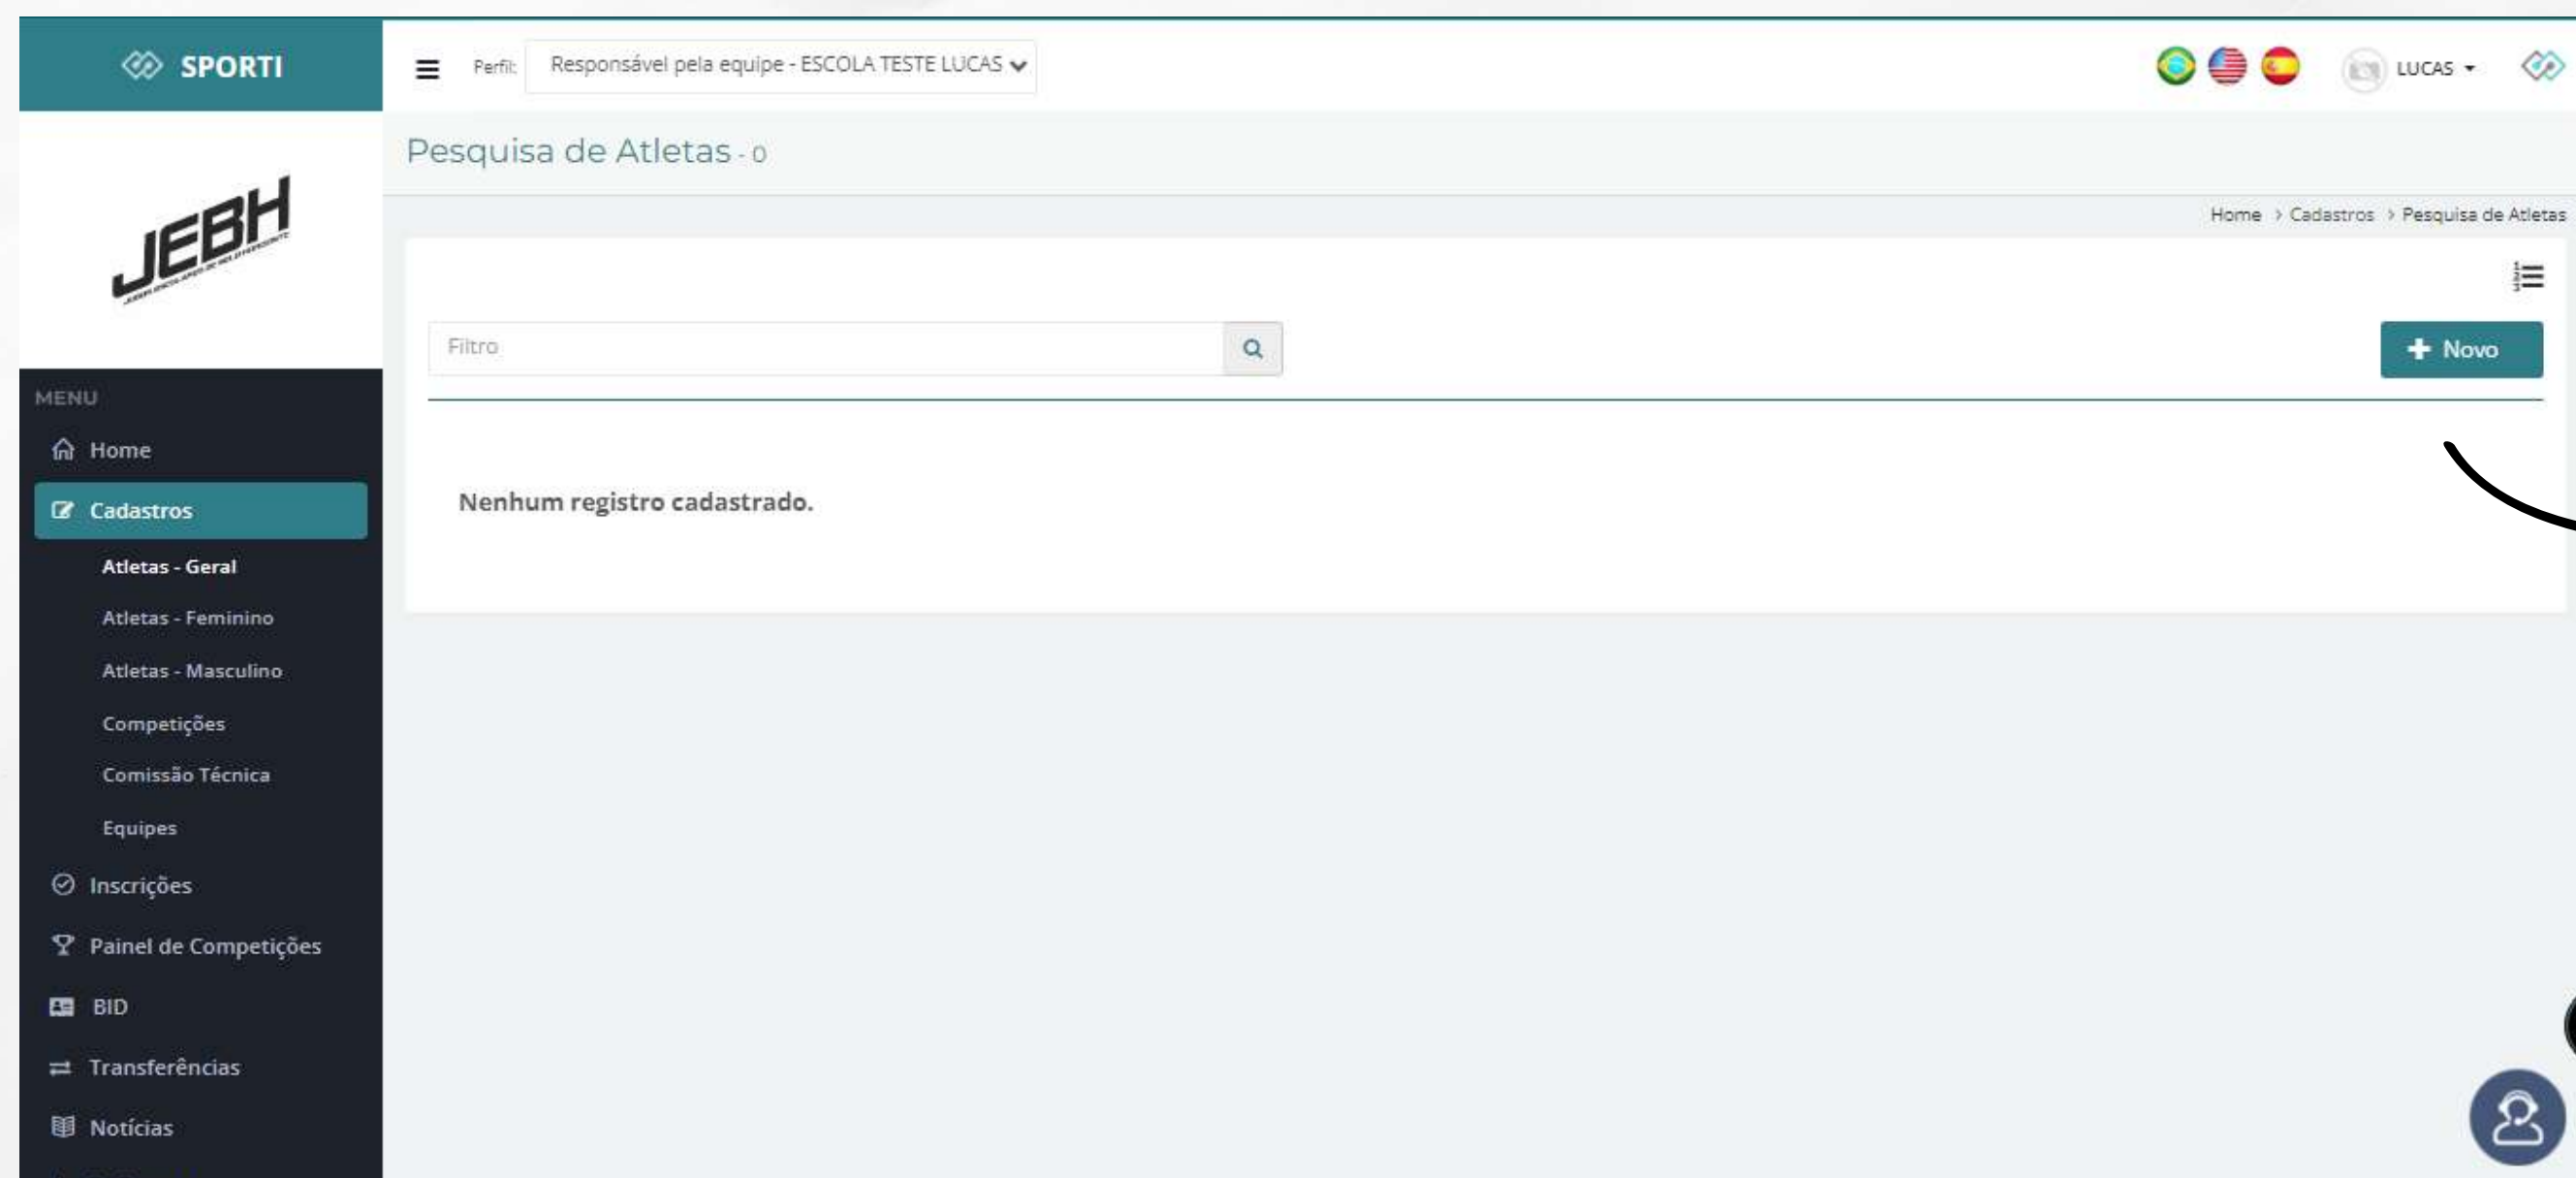 SPORTI
Perfil: Responsável pela equipe - ESCOLA TESTE LUCAS
LUCAS
JEBH
Pesquisa de Atletas - 0
Home > Cadastros > Pesquisa de Atletas
Filtro
+ Novo
Nenhum registro cadastrado.
MENU
Home
Cadastros
Atletas - Geral
Atletas - Feminino
Atletas - Masculino
Competições
Comissão Técnica
Equipes
Inscrições
Painel de Competições
BID
Transferências
Notícias